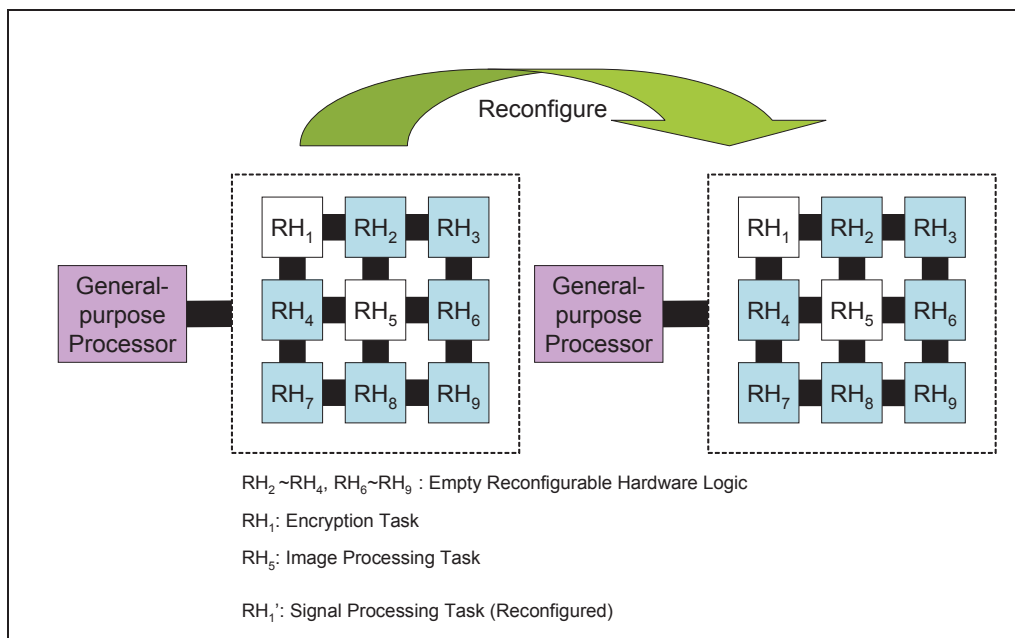 Reconfigure
RH₁ RH₂ RH₃
RH₄ RH₅ RH₆
RH₇ RH₈ RH₉
General-
purpose
Processor
RH₁ RH₂ RH₃
RH₄ RH₅ RH₆
RH₇ RH₈ RH₉
General-
purpose
Processor
RH₂~RH₄, RH₆~RH₉ : Empty Reconfigurable Hardware Logic
RH₁: Encryption Task
RH₅: Image Processing Task
RH₁': Signal Processing Task (Reconfigured)